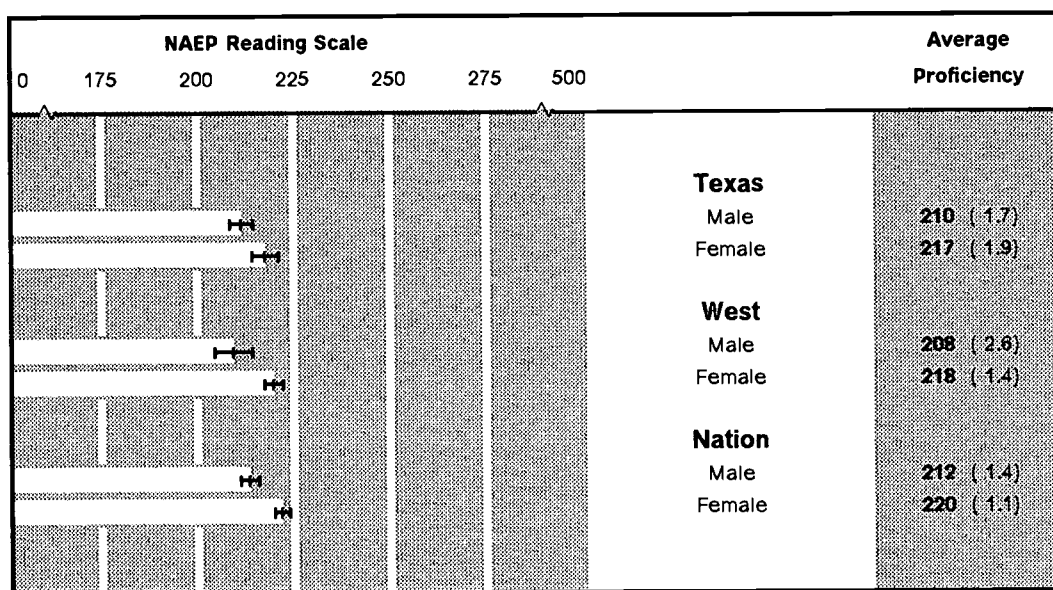 NAEP Reading Scale
Average
Proficiency
0 175 200 225 250 275 500
Texas
Male 210 ( 1.7)
Female 217 ( 1.9)
West
Male 208 ( 2.6)
Female 218 ( 1.4)
Nation
Male 212 ( 1.4)
Female 220 ( 1.1)